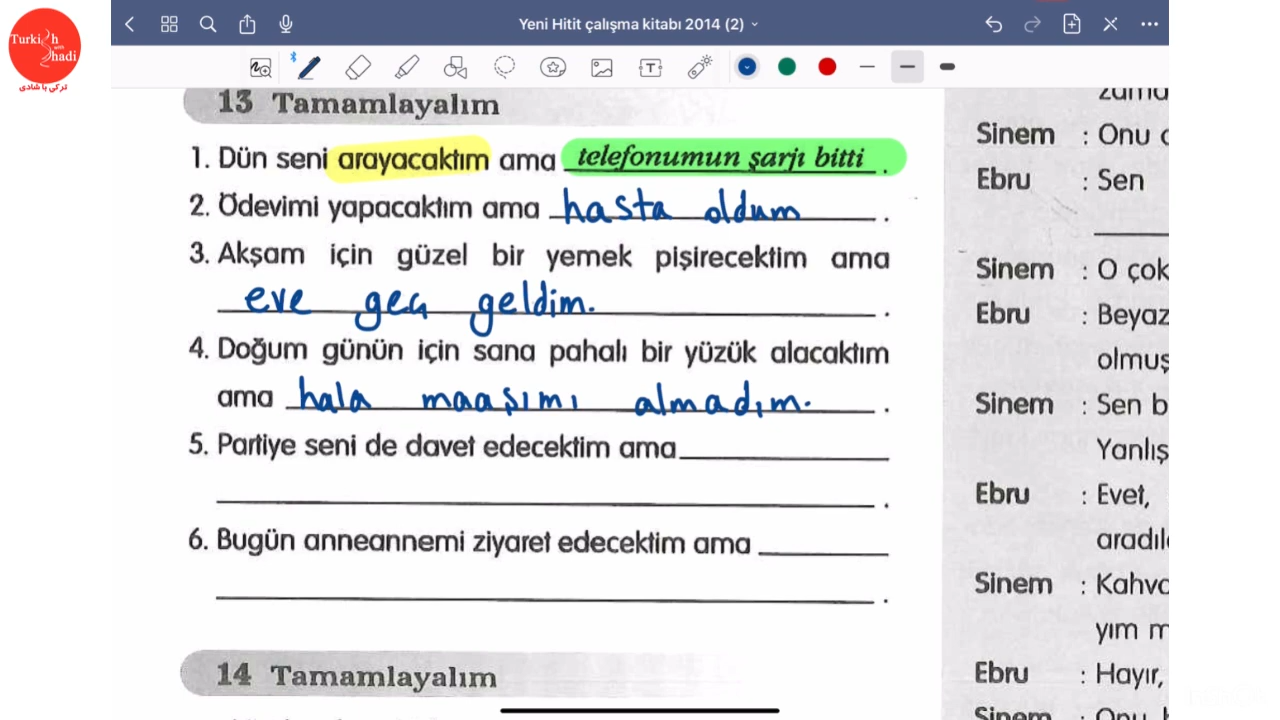 Turkish
with
Shadi
ترکی با شادی
Yeni Hitit çalışma kitabı 2014 (2)
13 Tamamlayalım
1. Dün seni arayacaktım ama telefonumun şarjı bitti .
2. Ödevimi yapacaktım ama hasta oldum .
3. Akşam için güzel bir yemek pişirecektim ama
eve geç geldim. .
4. Doğum günün için sana pahalı bir yüzük alacaktım
ama hala maaşımı almadım. .
5. Partiye seni de davet edecektim ama
.
6. Bugün anneannemi ziyaret edecektim ama
.
14 Tamamlayalım
Sinem : Onu
Ebru : Sen
Sinem : O çok
Ebru : Beyaz
olmuş
Sinem : Sen b
Yanlış
Ebru : Evet,
aradıl
Sinem : Kahv
yım m
Ebru : Hayır,
Sinem : Onu